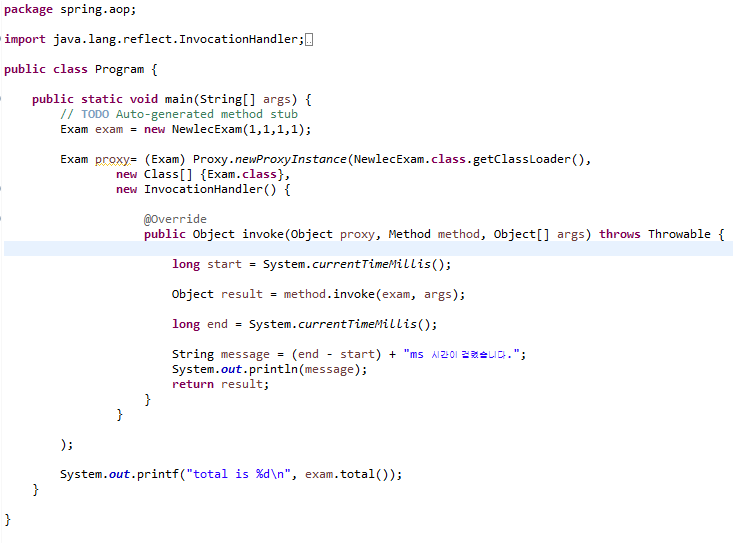 package spring.aop;
import java.lang.reflect.InvocationHandler;
public class Program {
public static void main(String[] args) {
// TODO Auto-generated method stub
Exam exam = new NewlecExam(1,1,1,1);
Exam proxy= (Exam) Proxy.newProxyInstance(NewlecExam.class.getClassLoader(),
new Class[] {Exam.class},
new InvocationHandler() {
@Override
public Object invoke(Object proxy, Method method, Object[] args) throws Throwable {
long start = System.currentTimeMillis();
Object result = method.invoke(exam, args);
long end = System.currentTimeMillis();
String message = (end - start) + "ms 시간이 걸렸습니다.";
System.out.println(message);
return result;
}
}
);
System.out.printf("total is %d\n", exam.total());
}
}